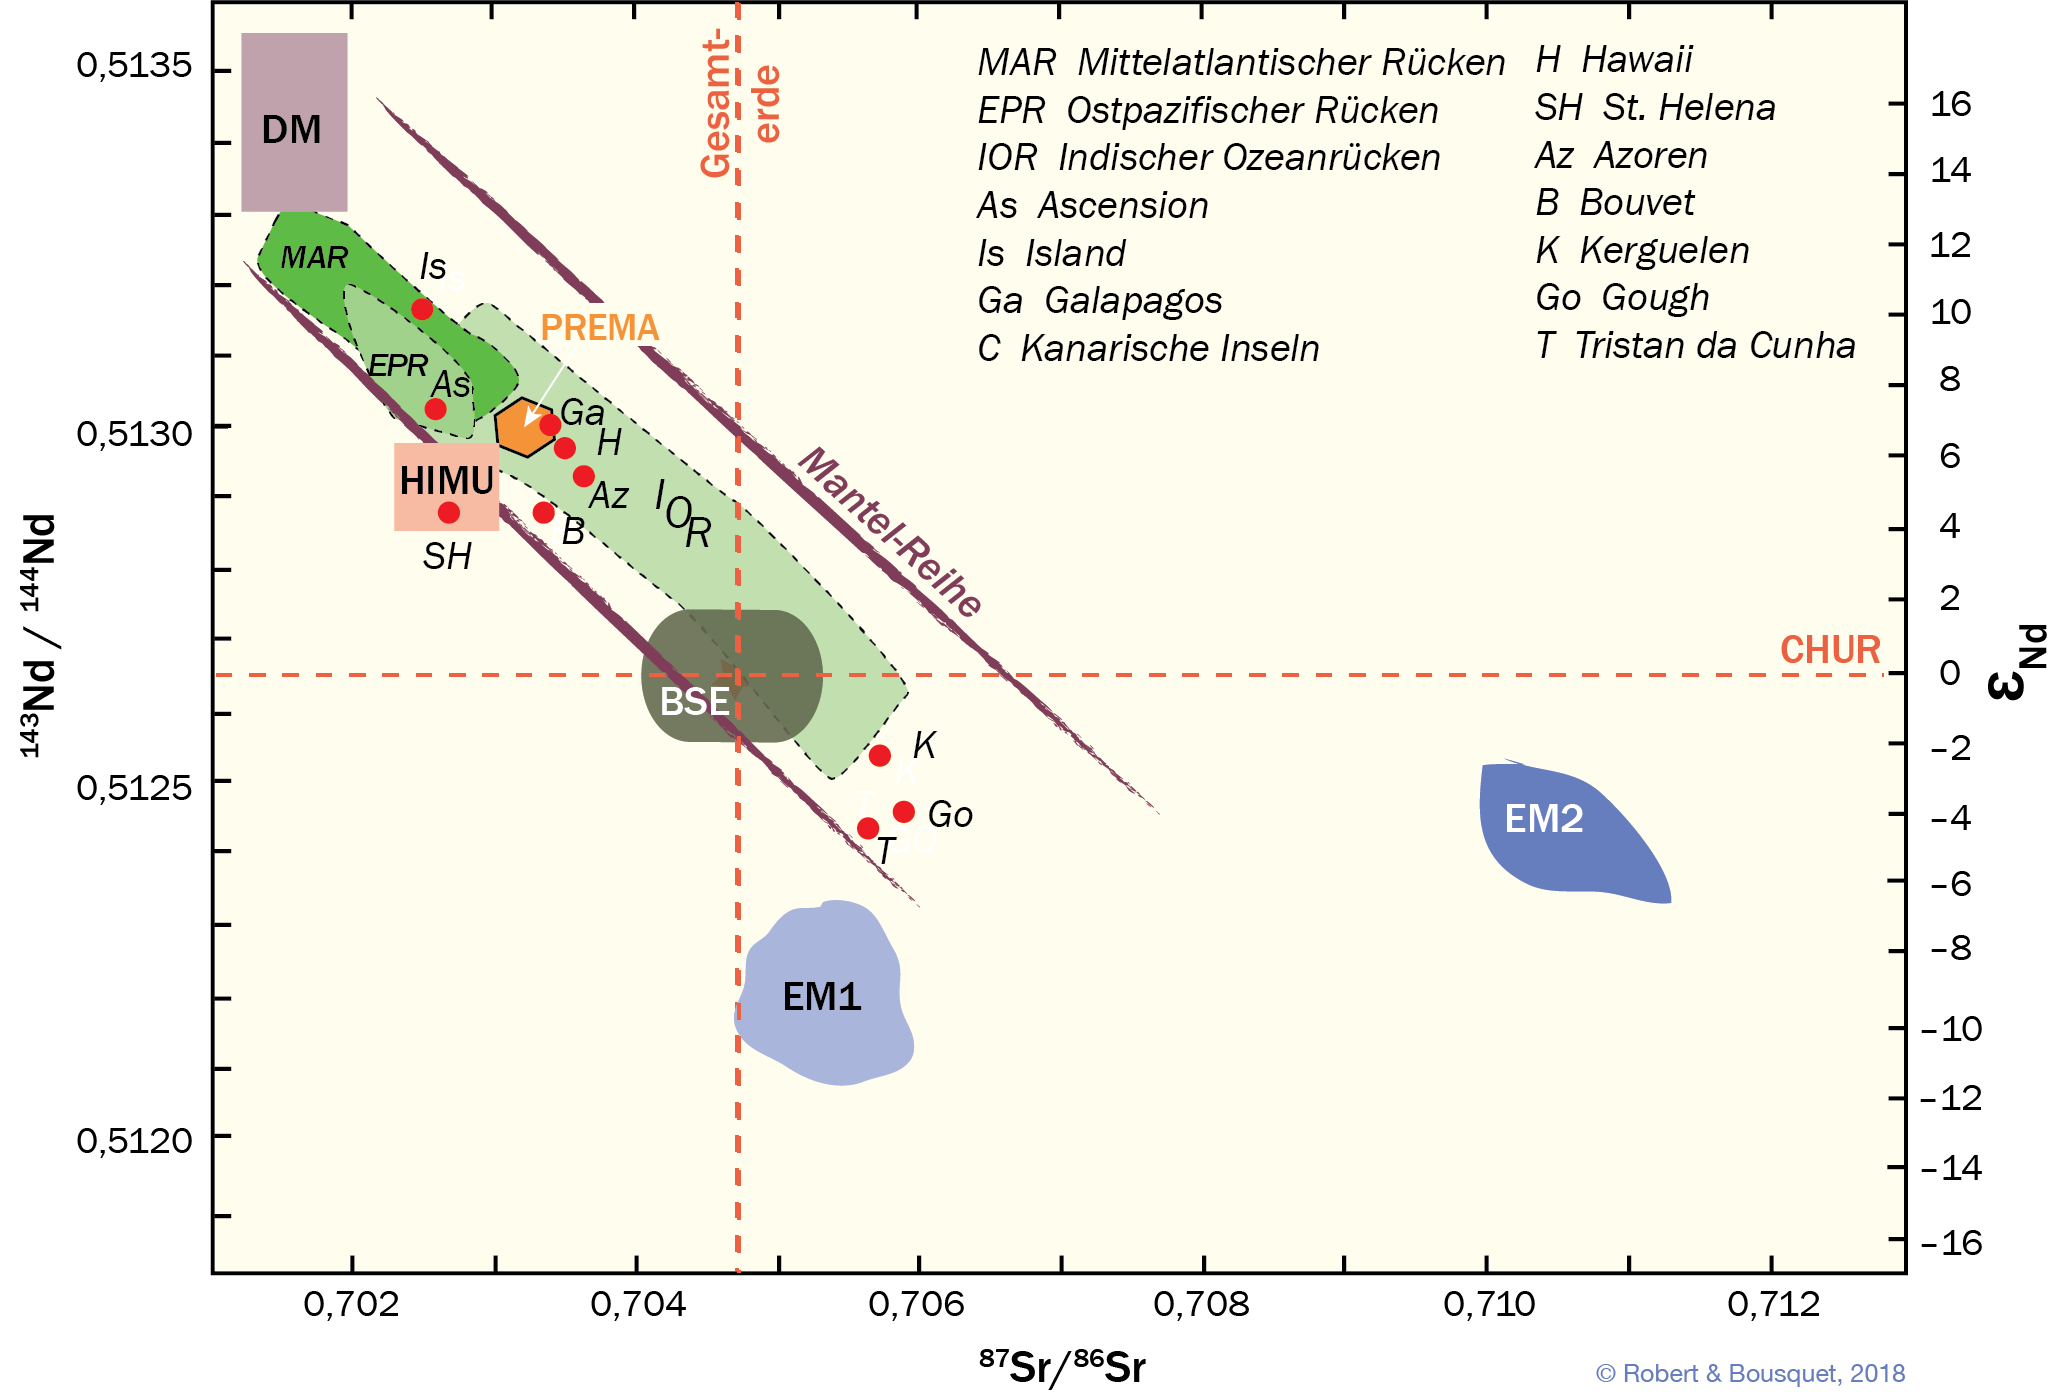 0,5135
0,5130
0,5125
0,5120
¹⁴³Nd / ¹⁴⁴Nd
DM
MAR
Is
EPR
As
PREMA
Ga
H
Az
B
HIMU
SH
IOR
BSE
K
Go
T
EM1
EM2
Gesamt-
erde
Mantel-Reihe
CHUR
MAR Mittelatlantischer Rücken
EPR Ostpazifischer Rücken
IOR Indischer Ozeanrücken
As Ascension
Is Island
Ga Galapagos
C Kanarische Inseln
H Hawaii
SH St. Helena
Az Azoren
B Bouvet
K Kerguelen
Go Gough
T Tristan da Cunha
16
14
12
10
8
6
4
2
0
–2
–4
–6
–8
–10
–12
–14
–16
εNd
0,702
0,704
0,706
0,708
0,710
0,712
⁸⁷Sr/⁸⁶Sr
© Robert & Bousquet, 2018